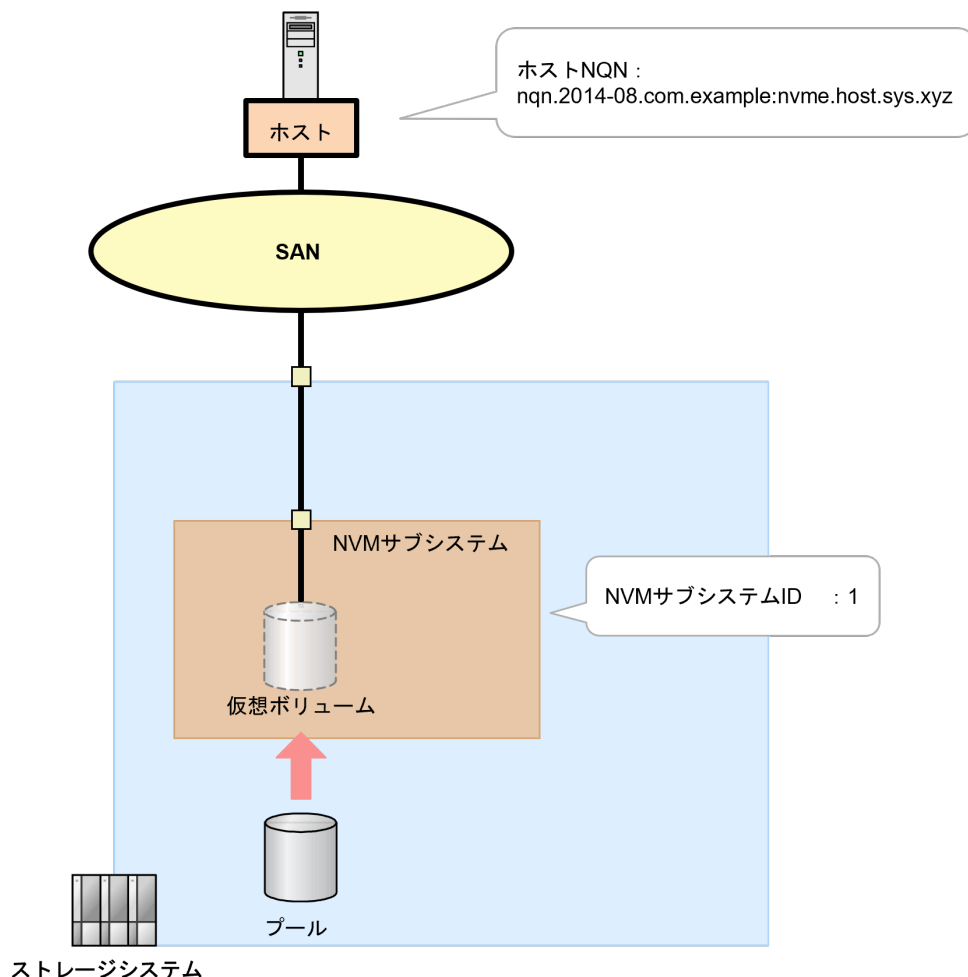 ホストNQN：
nqn.2014-08.com.example:nvme.host.sys.xyz
ホスト
SAN
NVMサブシステム
NVMサブシステムID ：1
仮想ボリューム
プール
ストレージシステム